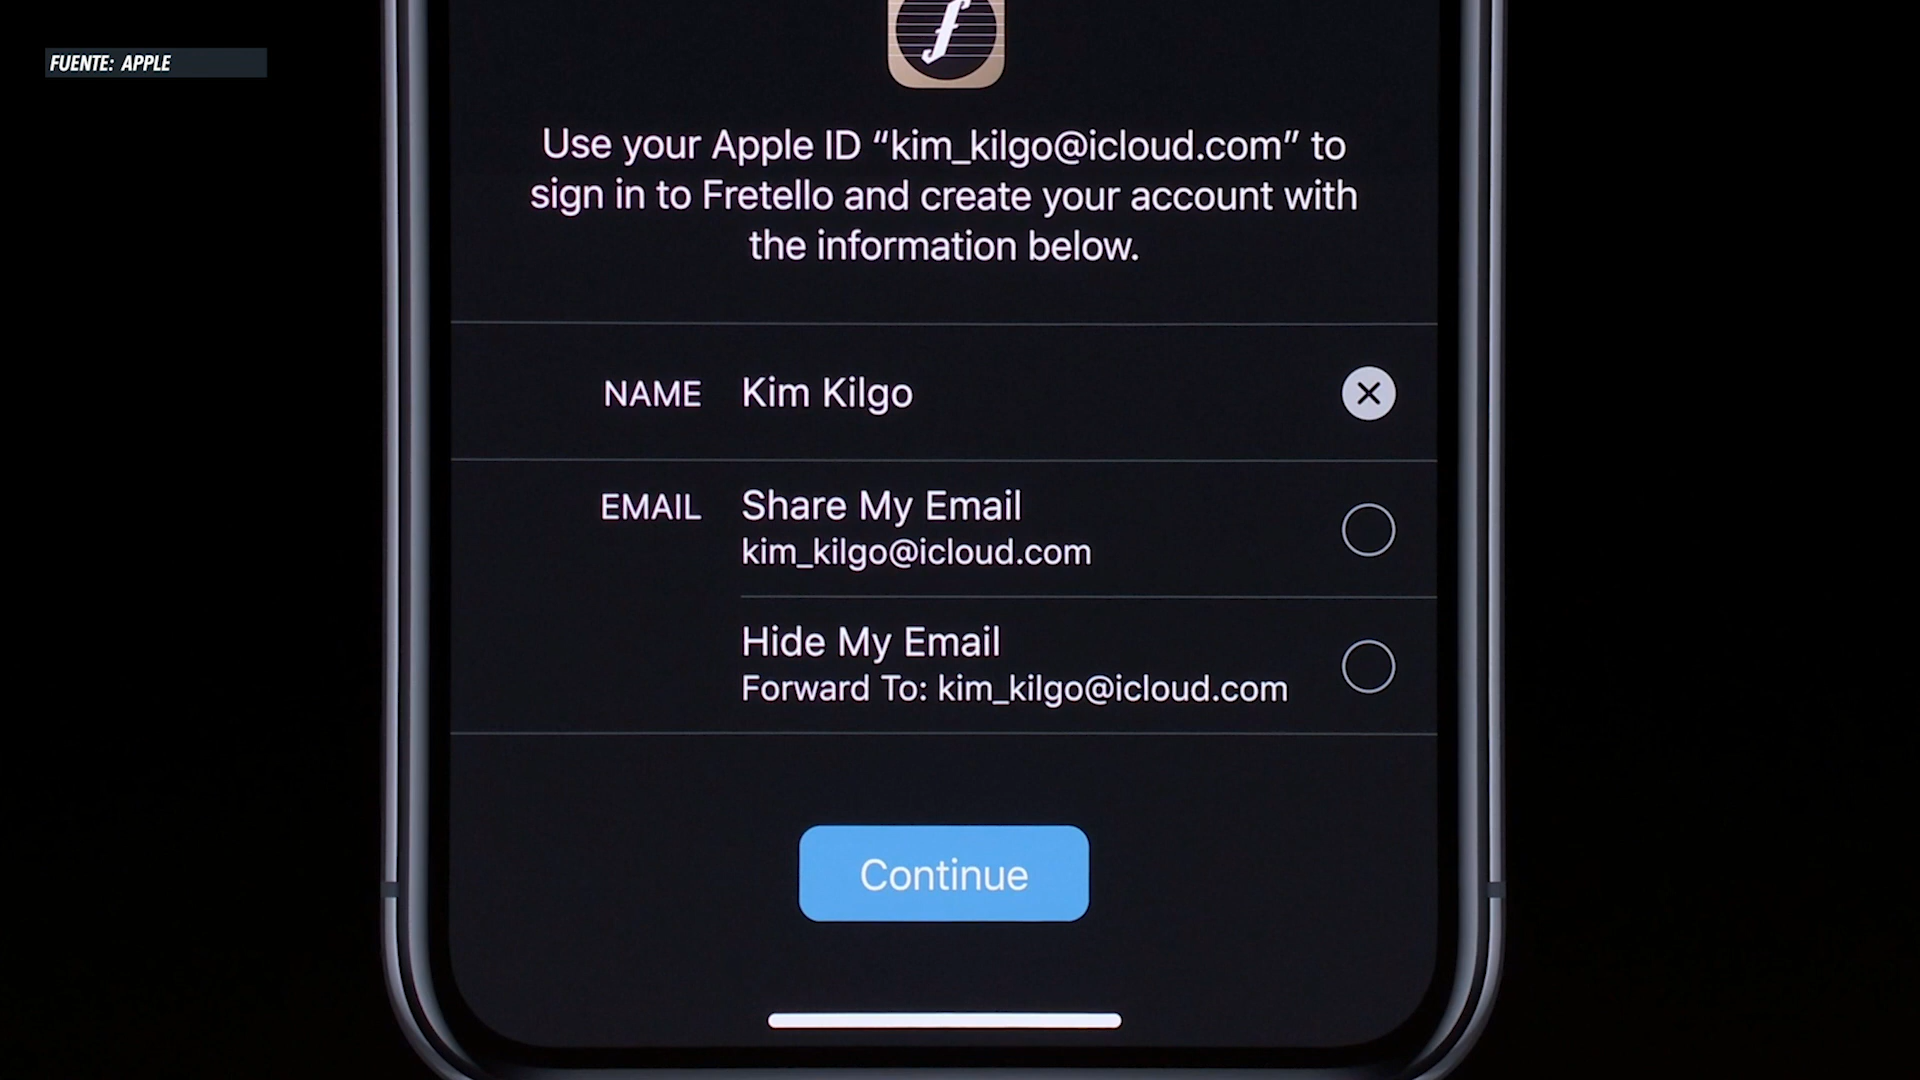 FUENTE: APPLE
f
Use your Apple ID “kim_kilgo@icloud.com” to
sign in to Fretello and create your account with
the information below.
NAME Kim Kilgo
EMAIL Share My Email
kim_kilgo@icloud.com
Hide My Email
Forward To: kim_kilgo@icloud.com
Continue